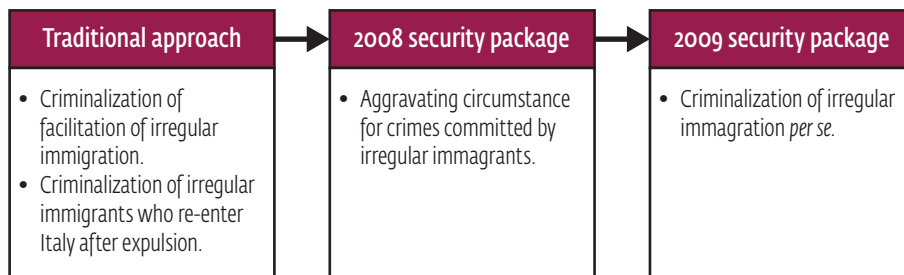 Traditional approach
• Criminalization of
facilitation of irregular
immigration.
• Criminalization of irregular
immigrants who re-enter
Italy after expulsion.
2008 security package
• Aggravating circumstance
for crimes committed by
irregular immagrants.
2009 security package
• Criminalization of irregular
immagration per se.